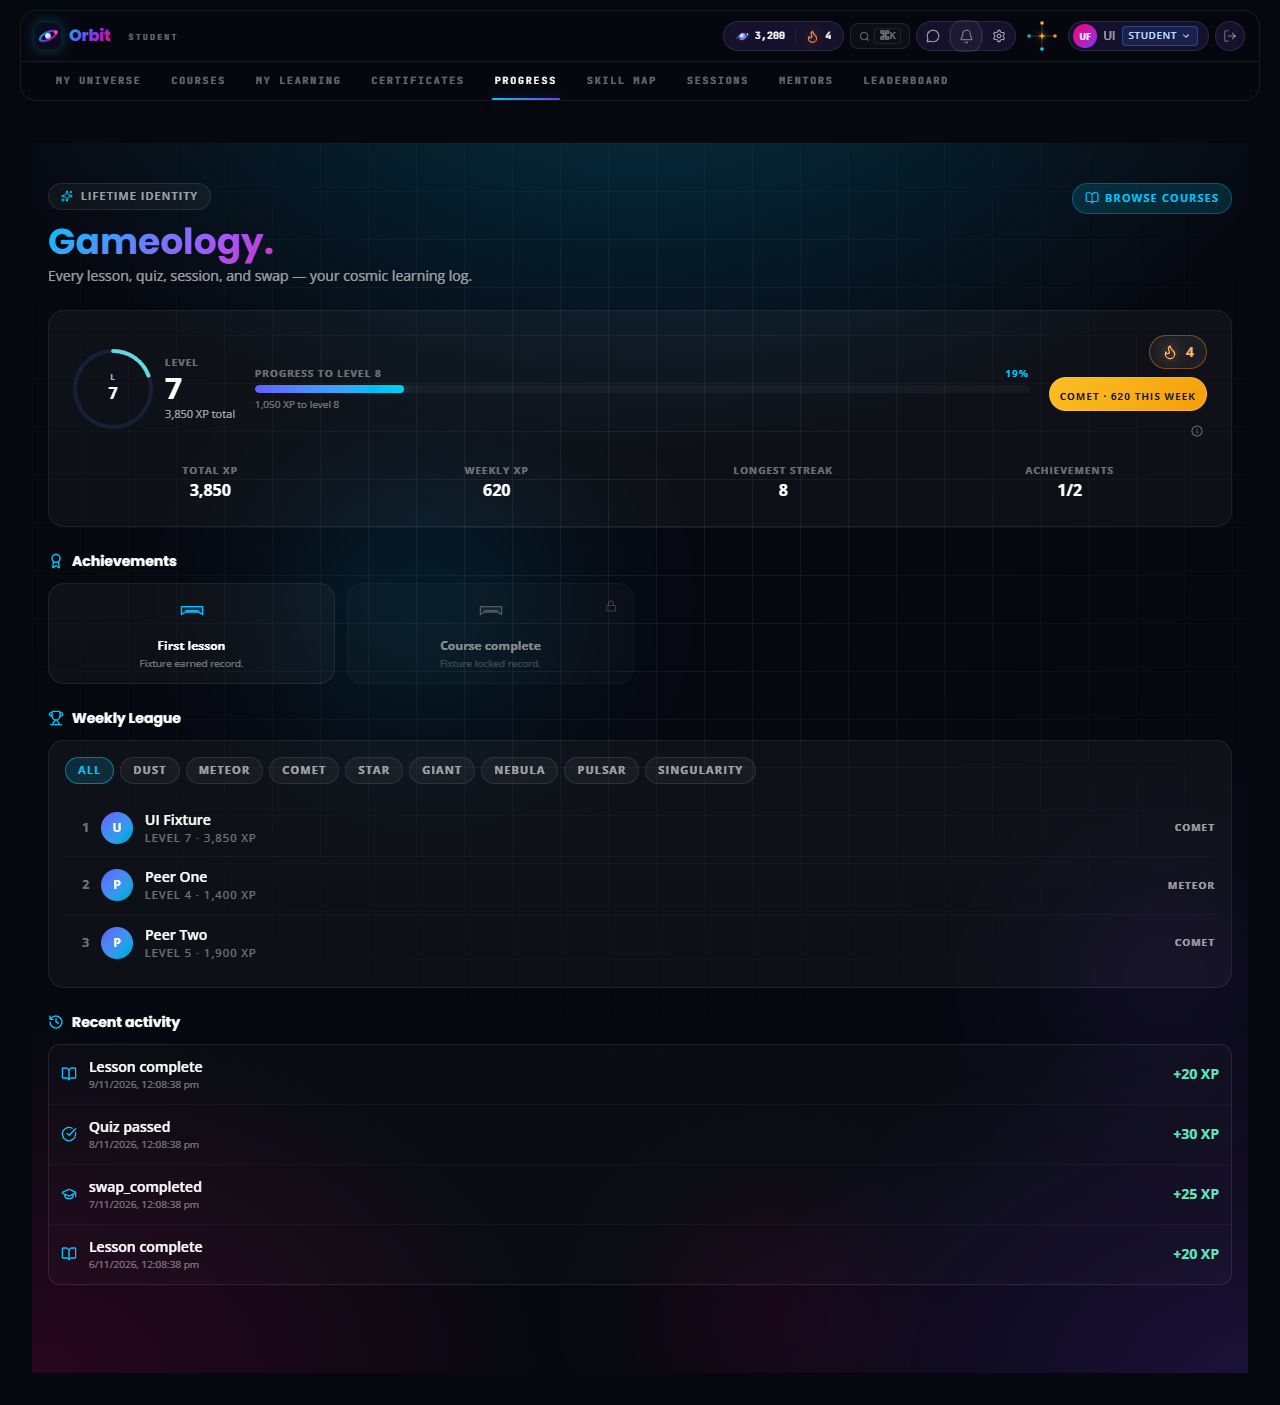 Orbit STUDENT 3,200 4 ⌘K UF UI STUDENT
MY UNIVERSE COURSES MY LEARNING CERTIFICATES PROGRESS SKILL MAP SESSIONS MENTORS LEADERBOARD
LIFETIME IDENTITY
BROWSE COURSES
Gameology.
Every lesson, quiz, session, and swap — your cosmic learning log.
L
7
LEVEL
7
3,850 XP total
PROGRESS TO LEVEL 8 19%
1,050 XP to level 8
4
COMET · 620 THIS WEEK
TOTAL XP WEEKLY XP LONGEST STREAK ACHIEVEMENTS
3,850 620 8 1/2
Achievements
First lesson
Fixture earned record.
Course complete
Fixture locked record.
Weekly League
ALL DUST METEOR COMET STAR GIANT NEBULA PULSAR SINGULARITY
1 U UI Fixture COMET
LEVEL 7 · 3,850 XP
2 P Peer One METEOR
LEVEL 4 · 1,400 XP
3 P Peer Two COMET
LEVEL 5 · 1,900 XP
Recent activity
Lesson complete +20 XP
9/11/2026, 12:08:38 pm
Quiz passed +30 XP
8/11/2026, 12:08:38 pm
swap_completed +25 XP
7/11/2026, 12:08:38 pm
Lesson complete +20 XP
6/11/2026, 12:08:38 pm